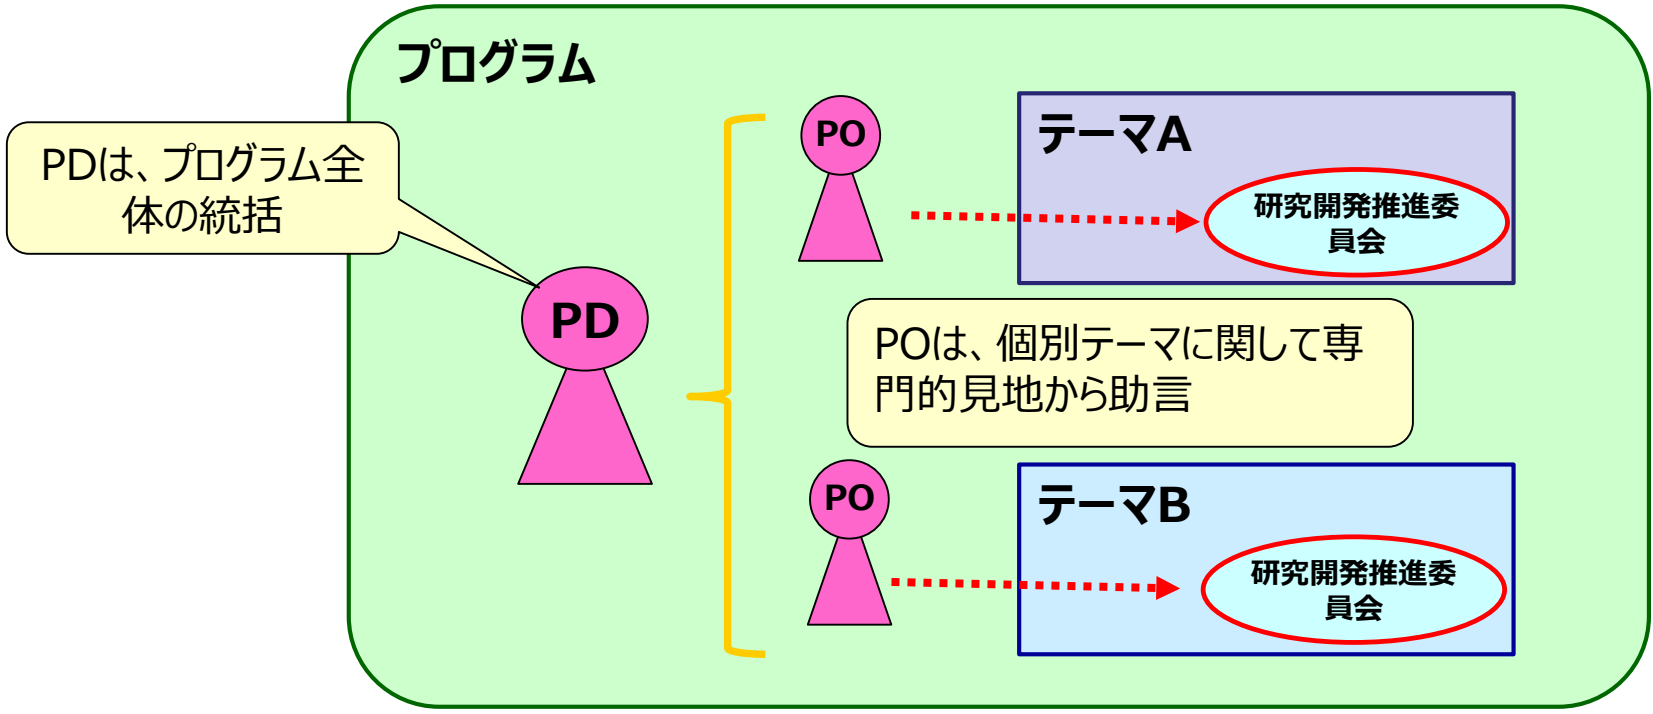 プログラム
PDは、プログラム全
体の統括
PD
PO
テーマA
研究開発推進委
員会
POは、個別テーマに関して専
門的見地から助言
PO
テーマB
研究開発推進委
員会